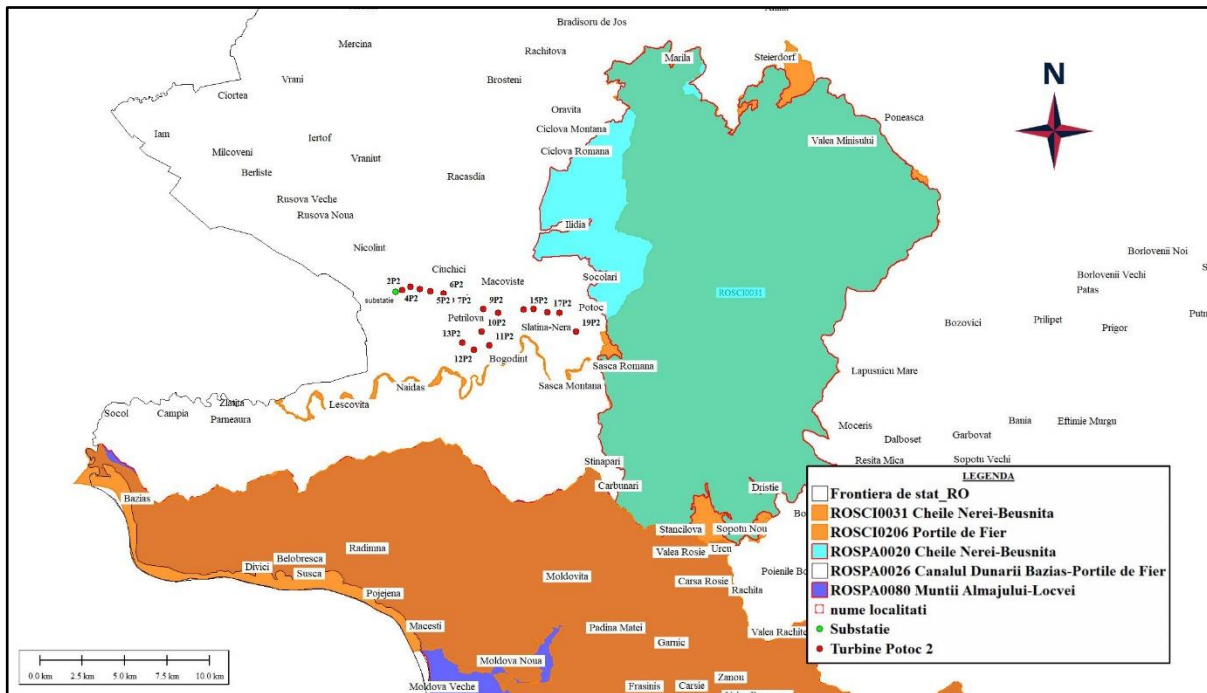 Bradisoru de Jos
Mercina
Rachitova
Marila
Steierdorf
N
Vrani
Brosteni
Ciortea
Oravita
Poneasca
Iam
Iertof
Ciclova Montana
Valea Minisului
Milcoveni
Vraniut
Ciclova Romana
Berliste
Racasdia
Rusova Veche
Rusova Noua
Ilidia
Nicolint
Borlovenii Noi
Ciuchici
Socolari
Borlovenii Vechi
2P2
6P2
Macoviste
Patas
substatie
4P2
5P2
7P2
9P2
15P2
17P2
Potoc
ROSCI0031
Petrilova
10P2
Slatina-Nera
19P2
Bozovici
Prilipet
Prigor
13P2
11P2
12P2
Bogodint
Sasca Romana
Lapusnicu Mare
Naidas
Sasca Montana
Socol
Campia
Zlatita
Lescovita
Parneaura
Moceris
Bania
Eftimie Murgu
Dalboset
Garbovat
Stinapari
Resita Mica
Sopotu Vechi
Carbunari
Dristie
Bazias
Stancilova
Sopotu Nou
Radimna
Valea Rosie
Urcu
Belobresca
Divici
Susca
Moldovita
Carsa Rosie
Rachita
Pojejena
Macesti
Padina Matei
Garnic
Valea Rachitei
Moldova Noua
Zanou
Moldova Veche
Frasinis
Carsie
LEGENDA
Frontiera de stat_RO
ROSCI0031 Cheile Nerei-Beusnita
ROSCI0206 Portile de Fier
ROSPA0020 Cheile Nerei-Beusnita
ROSPA0026 Canalul Dunarii Bazias-Portile de Fier
ROSPA0080 Muntii Almajului-Locvei
nume localitati
Substatie
Turbine Potoc 2
0.0 km 2.5 km 5.0 km 7.5 km 10.0 km